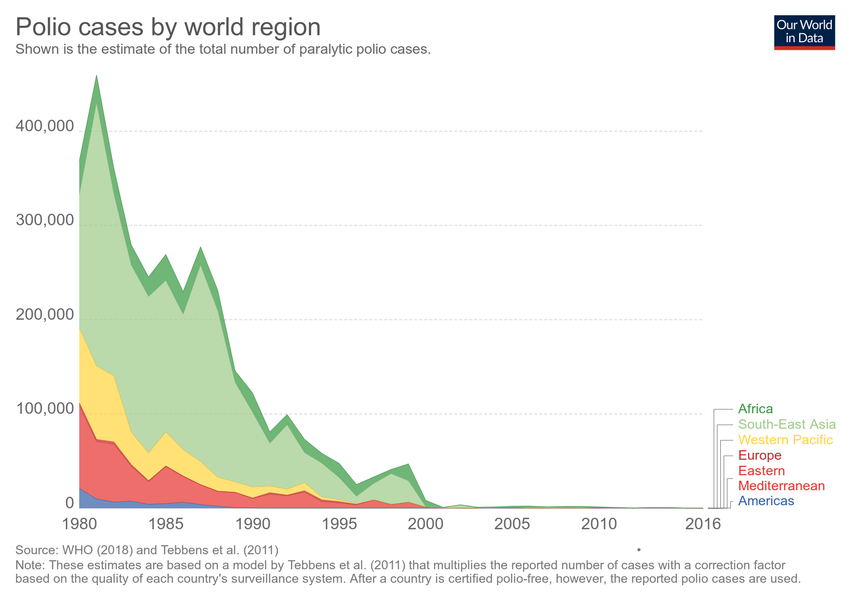 Polio cases by world region
Shown is the estimate of the total number of paralytic polio cases.
Our World
in Data
400,000
300,000
200,000
100,000
0
1980 1985 1990 1995 2000 2005 2010 2016
Africa
South-East Asia
Western Pacific
Europe
Eastern
Mediterranean
Americas
Source: WHO (2018) and Tebbens et al. (2011)
Note: These estimates are based on a model by Tebbens et al. (2011) that multiplies the reported number of cases with a correction factor
based on the quality of each country's surveillance system. After a country is certified polio-free, however, the reported polio cases are used.